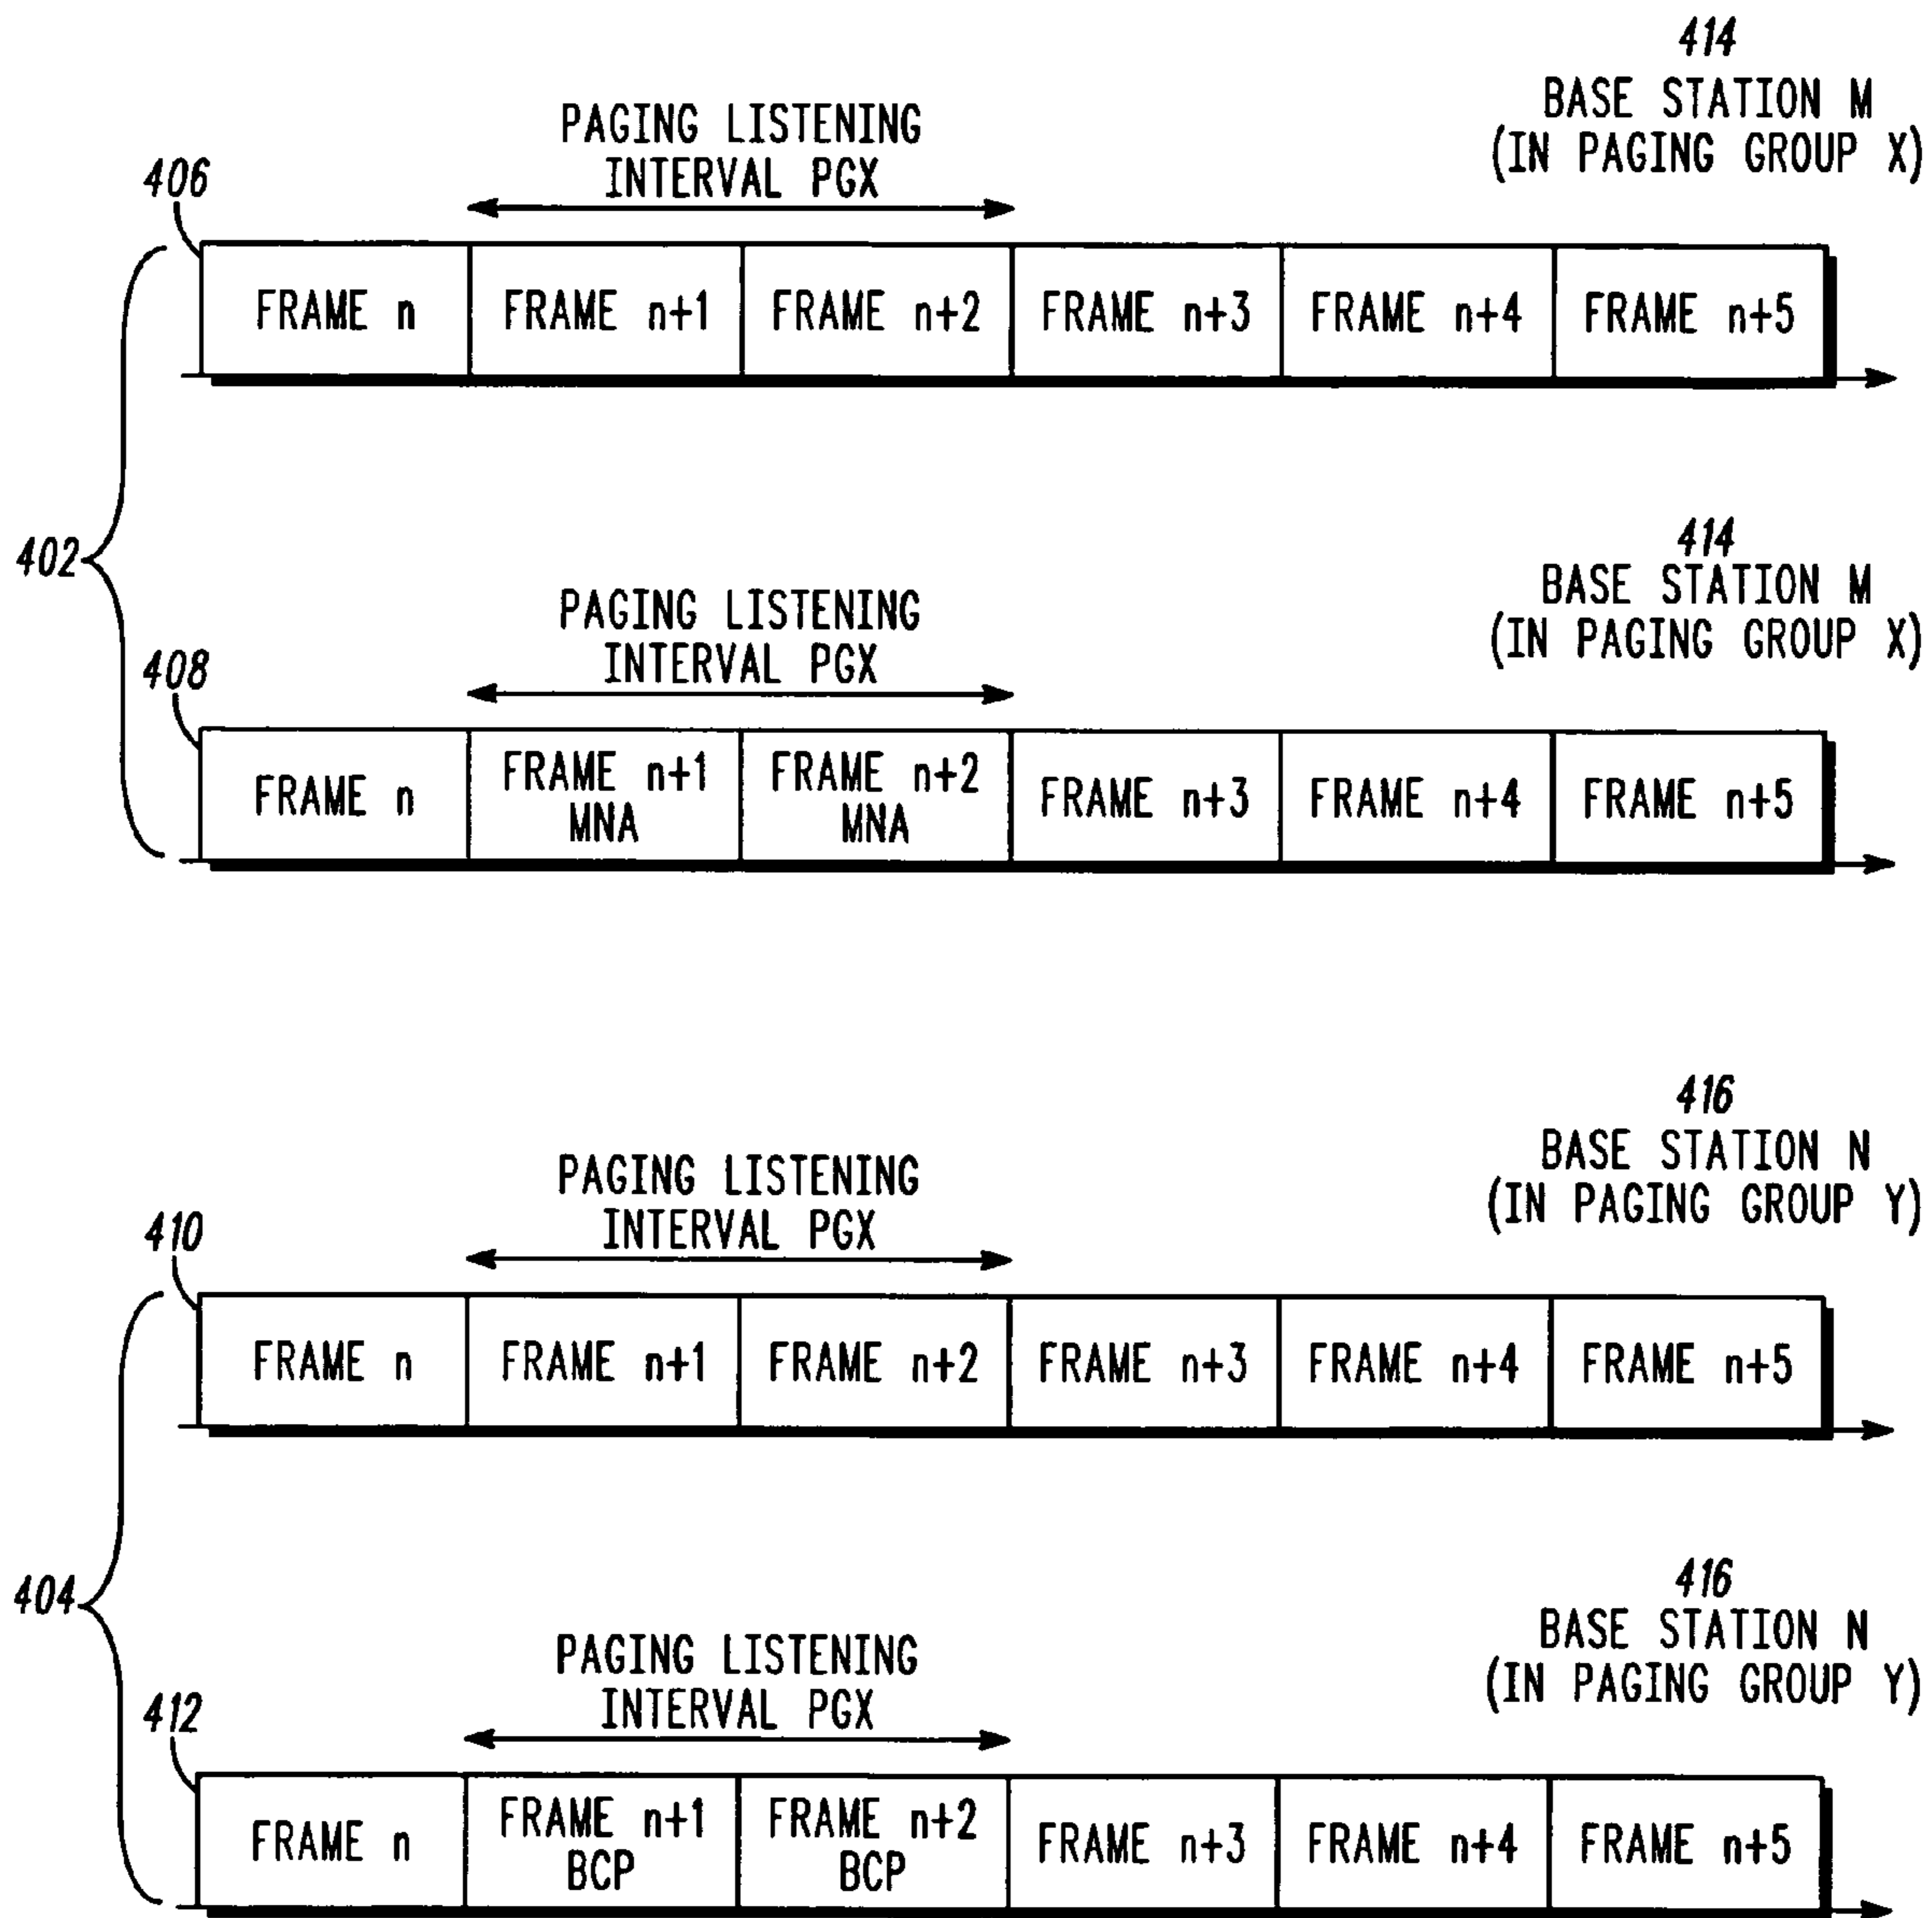 414
BASE STATION M
(IN PAGING GROUP X)
PAGING LISTENING
INTERVAL PGX
406
FRAME n FRAME n+1 FRAME n+2 FRAME n+3 FRAME n+4 FRAME n+5
402
414
BASE STATION M
(IN PAGING GROUP X)
PAGING LISTENING
INTERVAL PGX
408
FRAME n FRAME n+1 MNA FRAME n+2 MNA FRAME n+3 FRAME n+4 FRAME n+5
416
BASE STATION N
(IN PAGING GROUP Y)
PAGING LISTENING
INTERVAL PGX
410
FRAME n FRAME n+1 FRAME n+2 FRAME n+3 FRAME n+4 FRAME n+5
404
416
BASE STATION N
(IN PAGING GROUP Y)
PAGING LISTENING
INTERVAL PGX
412
FRAME n FRAME n+1 BCP FRAME n+2 BCP FRAME n+3 FRAME n+4 FRAME n+5